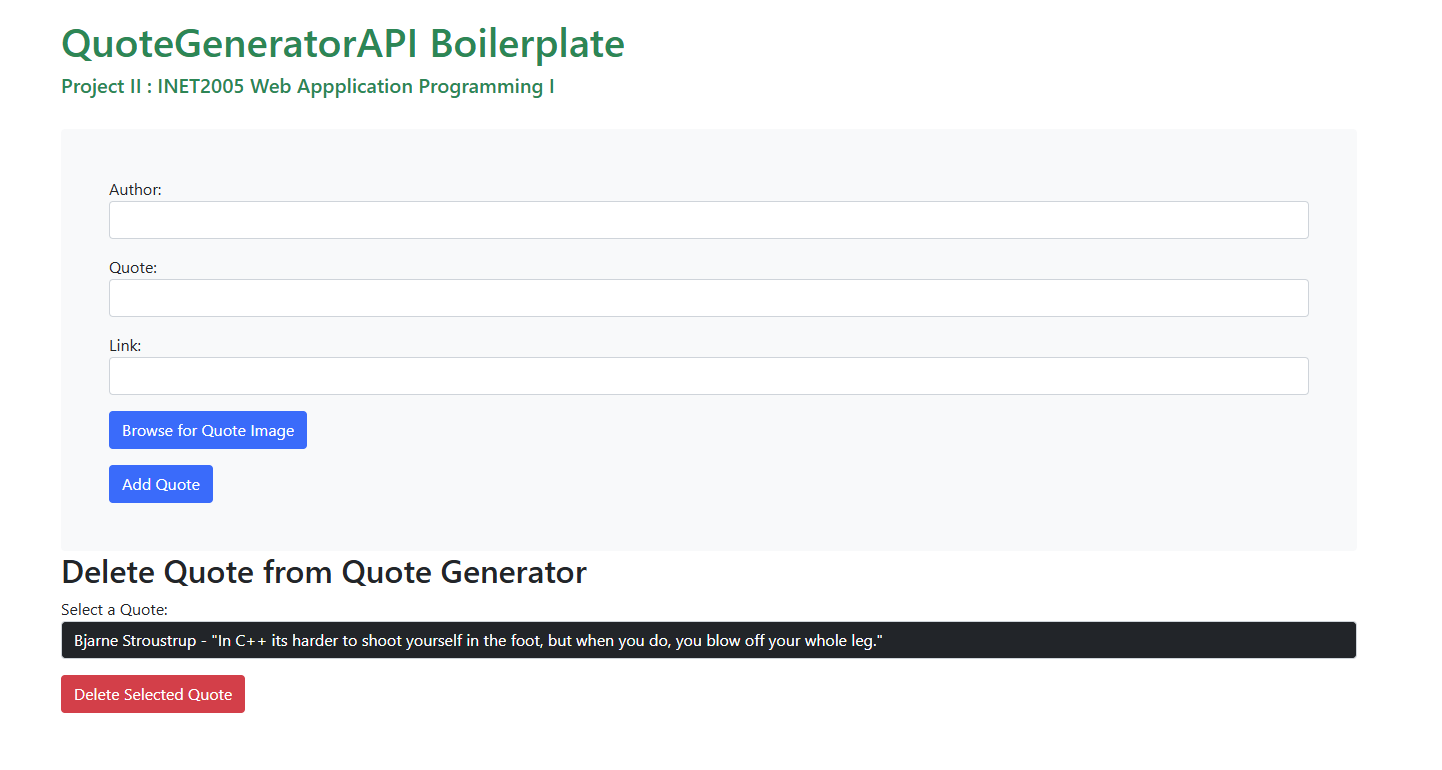 QuoteGeneratorAPI Boilerplate
Project II : INET2005 Web Appplication Programming I
Author:
Quote:
Link:
Browse for Quote Image
Add Quote
Delete Quote from Quote Generator
Select a Quote:
Bjarne Stroustrup - "In C++ its harder to shoot yourself in the foot, but when you do, you blow off your whole leg."
Delete Selected Quote